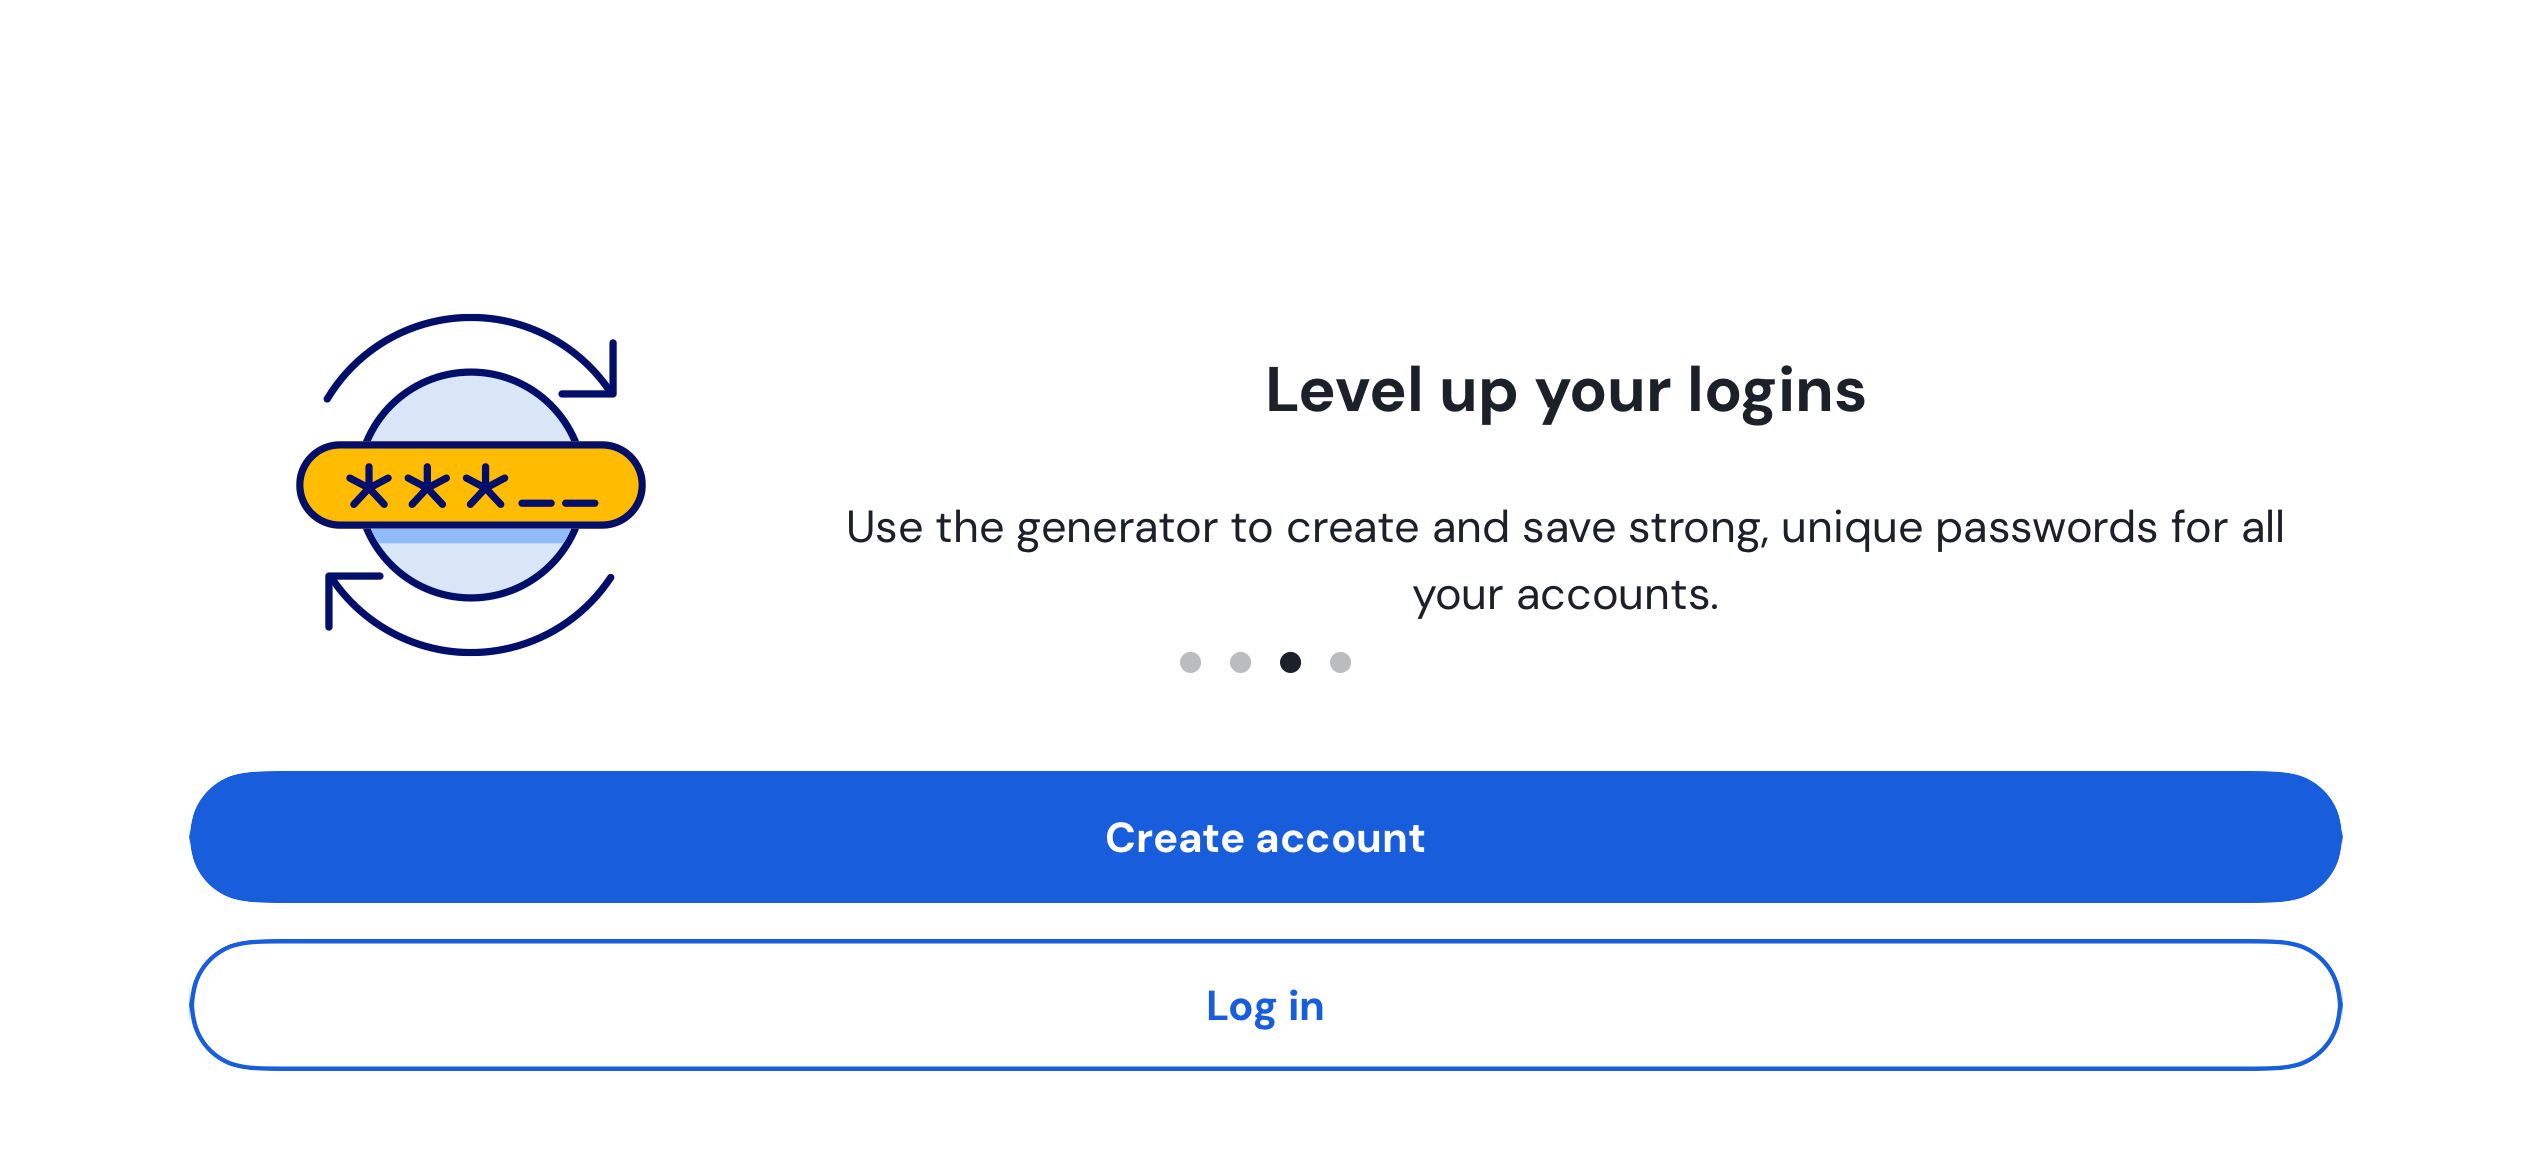 Level up your logins
***__
Use the generator to create and save strong, unique passwords for all
your accounts.
Create account
Log in